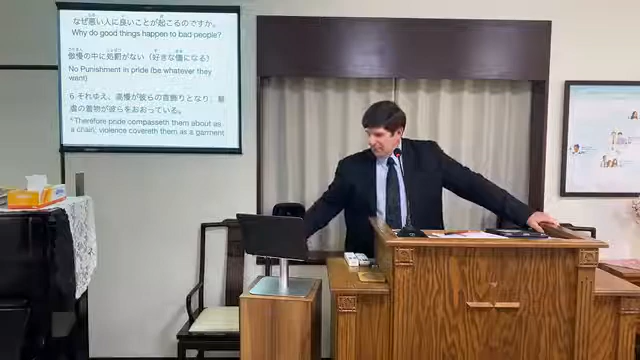 なぜ悪い人に良いことが起こるのですか。
Why do good things happen to bad people?
傲慢の中に処罰がない（好きな儘になる）
No Punishment in pride (be whatever they
want)
6. それゆえ、高慢が彼らの首飾りとなり、暴
虐の着物が彼らをおおっている。
6 Therefore pride compasseth them about as
a chain; violence covereth them as a garment